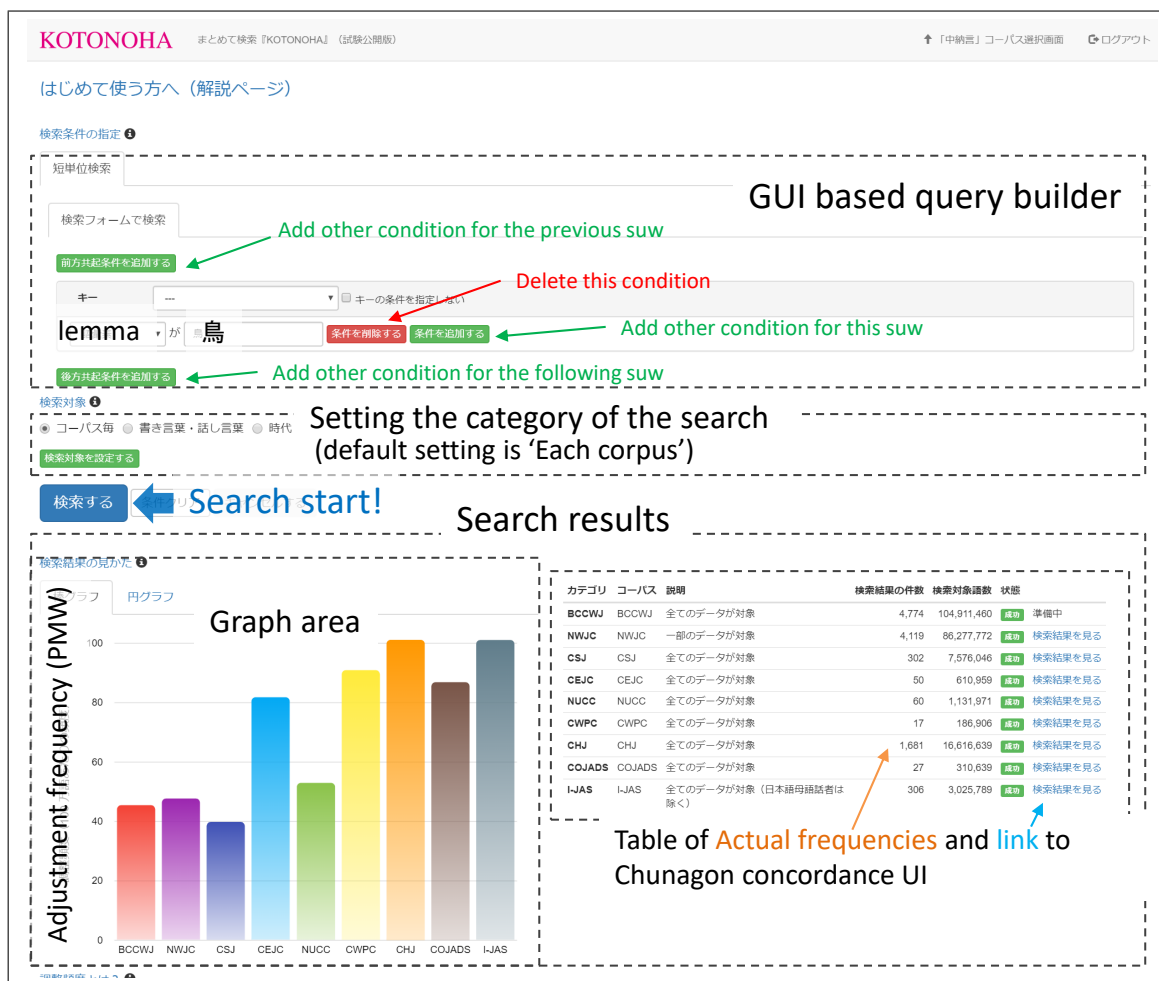 KOTONOHA まとめて検索『KOTONOHA』（試験公開版） 「中納言」コーパス選択画面 ログアウト
はじめて使う方へ（解説ページ）
検索条件の指定
短単位検索
GUI based query builder
検索フォームで検索
Add other condition for the previous suw
前方共起条件を追加する
Delete this condition
キー --- キーの条件を指定しない
lemma が 鳥 条件を削除する 条件を追加する Add other condition for this suw
後方共起条件を追加する Add other condition for the following suw
検索対象
Setting the category of the search
コーパス毎 書き言葉・話し言葉 時代
(default setting is ‘Each corpus’)
検索対象を設定する
検索する Search start!
Search results
検索結果の見かた
グラフ 円グラフ
Graph area
Adjustment frequency (PMW)
100
80
60
40
20
0
BCCWJ NWJC CSJ CEJC NUCC CWPC CHJ COJADS I-JAS
カテゴリ コーパス 説明 検索結果の件数 検索対象語数 状態
BCCWJ BCCWJ 全てのデータが対象 4,774 104,911,460 成功 準備中
NWJC NWJC 一部のデータが対象 4,119 86,277,772 成功 検索結果を見る
CSJ CSJ 全てのデータが対象 302 7,576,046 成功 検索結果を見る
CEJC CEJC 全てのデータが対象 50 610,959 成功 検索結果を見る
NUCC NUCC 全てのデータが対象 60 1,131,971 成功 検索結果を見る
CWPC CWPC 全てのデータが対象 17 186,906 成功 検索結果を見る
CHJ CHJ 全てのデータが対象 1,681 16,616,639 成功 検索結果を見る
COJADS COJADS 全てのデータが対象 27 310,639 成功 検索結果を見る
I-JAS I-JAS 全てのデータが対象（日本語母語話者は 306 3,025,789 成功 検索結果を見る
除く）
Table of Actual frequencies and link to
Chunagon concordance UI